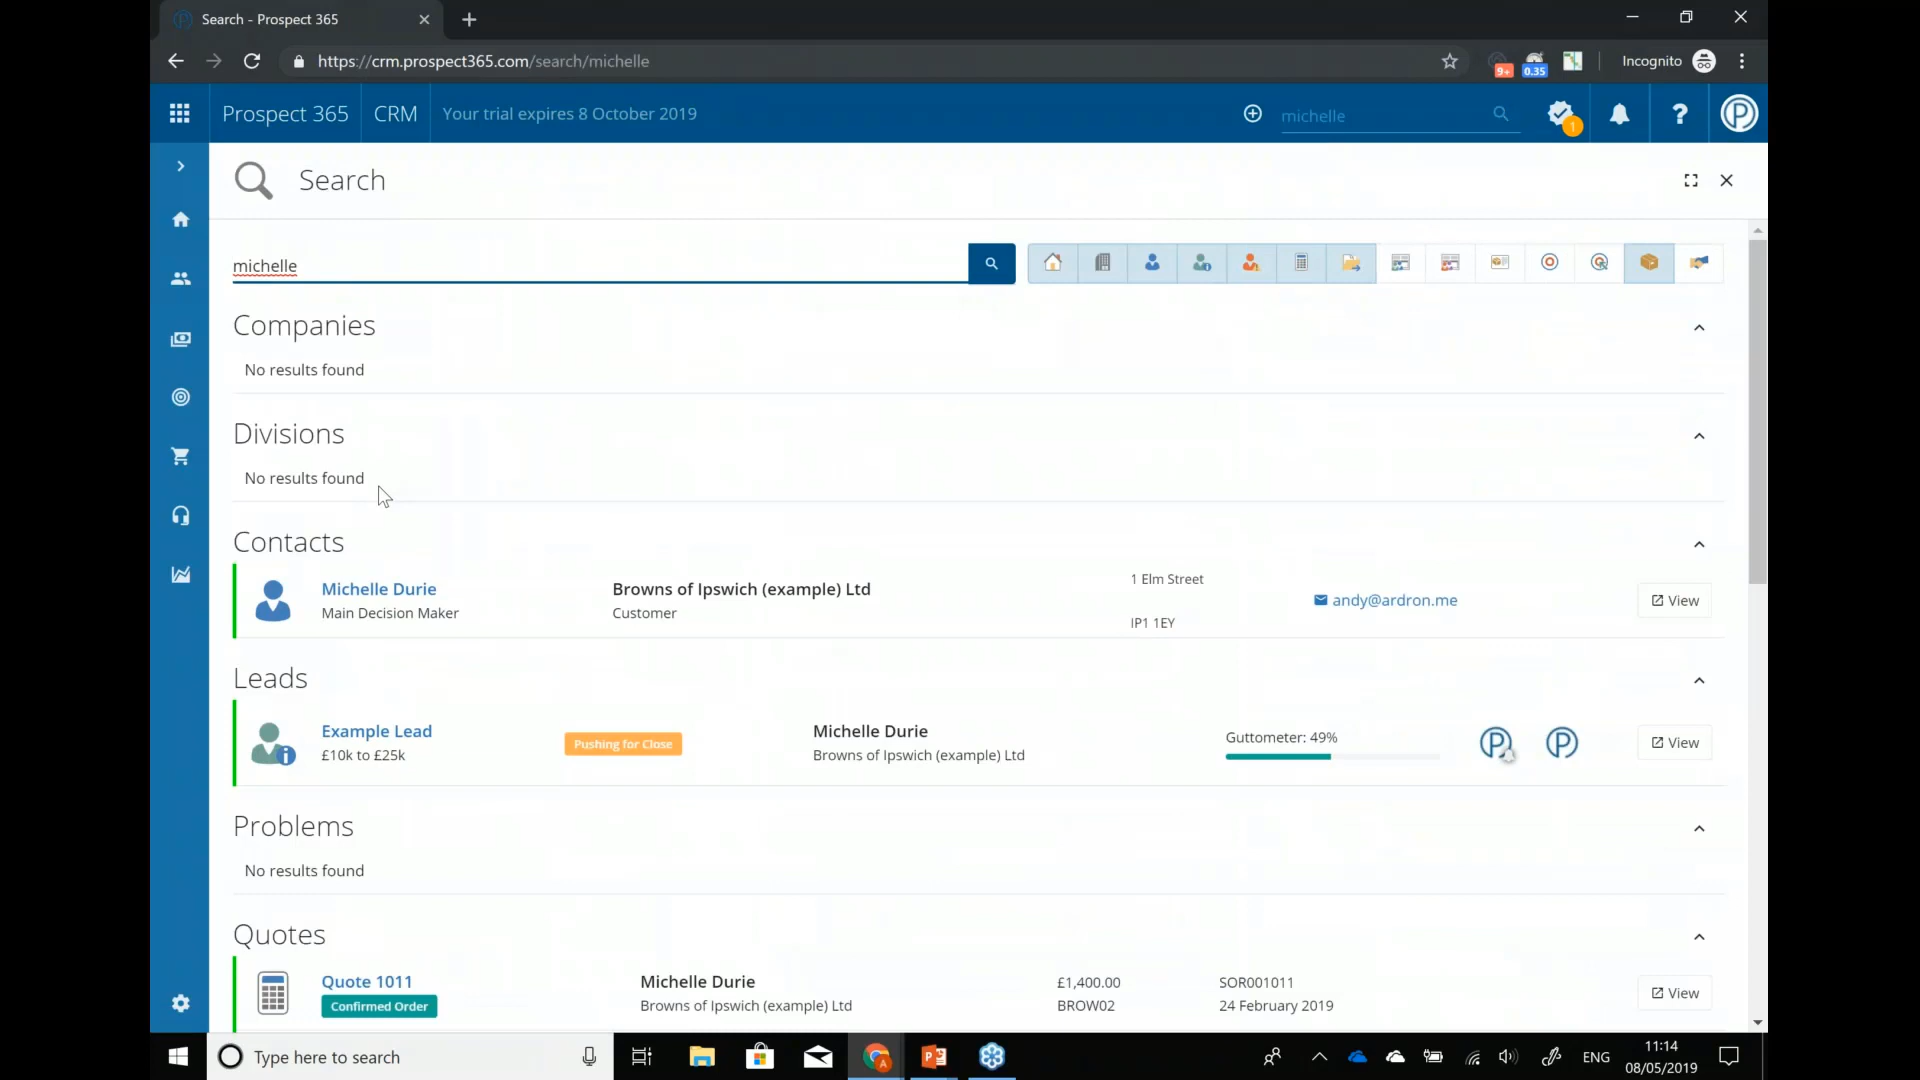 Search - Prospect 365
https://crm.prospect365.com/search/michelle
9+
0.35
Incognito
Prospect 365
CRM
Your trial expires 8 October 2019
michelle
1
?
P
Search
michelle
Companies
No results found
Divisions
No results found
Contacts
Michelle Durie
Main Decision Maker
Browns of Ipswich (example) Ltd
Customer
1 Elm Street
IP1 1EY
andy@ardron.me
View
Leads
Example Lead
£10k to £25k
Pushing for Close
Michelle Durie
Browns of Ipswich (example) Ltd
Guttometer: 49%
P
P
View
Problems
No results found
Quotes
Quote 1011
Confirmed Order
Michelle Durie
Browns of Ipswich (example) Ltd
£1,400.00
BROW02
SOR001011
24 February 2019
View
Type here to search
A
P
ENG
11:14
08/05/2019